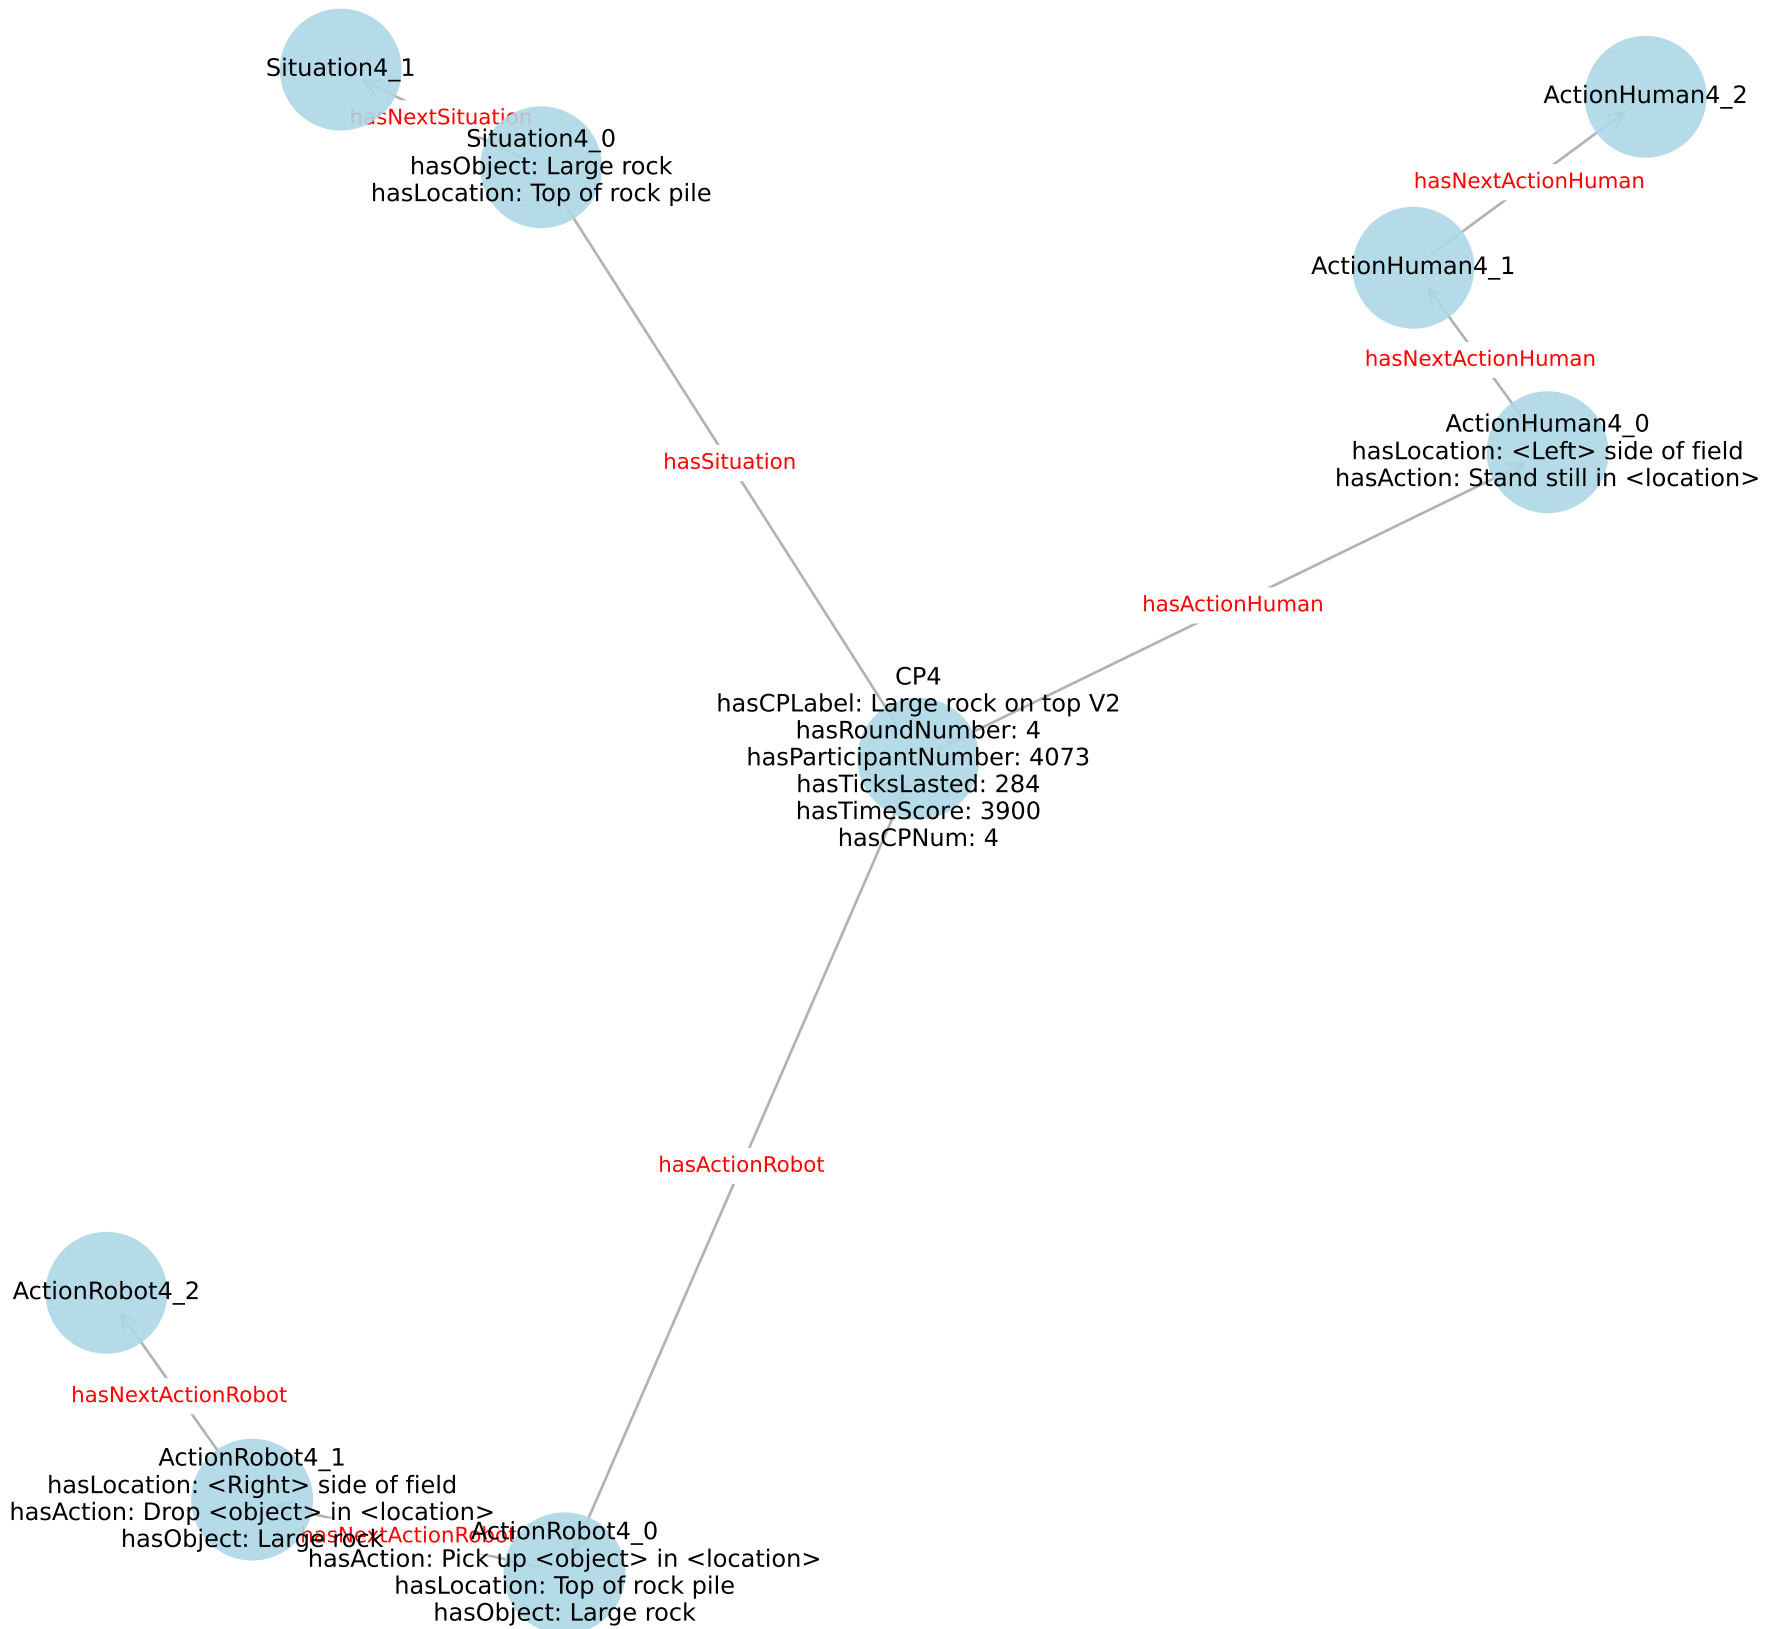 Situation4_1
hasNextSituation
Situation4_0
hasObject: Large rock
hasLocation: Top of rock pile
ActionHuman4_2
hasNextActionHuman
ActionHuman4_1
hasNextActionHuman
ActionHuman4_0
hasLocation: <Left> side of field
hasAction: Stand still in <location>
hasSituation
hasActionHuman
CP4
hasCPLabel: Large rock on top V2
hasRoundNumber: 4
hasParticipantNumber: 4073
hasTicksLasted: 284
hasTimeScore: 3900
hasCPNum: 4
hasActionRobot
ActionRobot4_2
hasNextActionRobot
ActionRobot4_1
hasLocation: <Right> side of field
hasAction: Drop <object> in <location>
hasObject: Large rock
hasNextActionRobot
ActionRobot4_0
hasAction: Pick up <object> in <location>
hasLocation: Top of rock pile
hasObject: Large rock